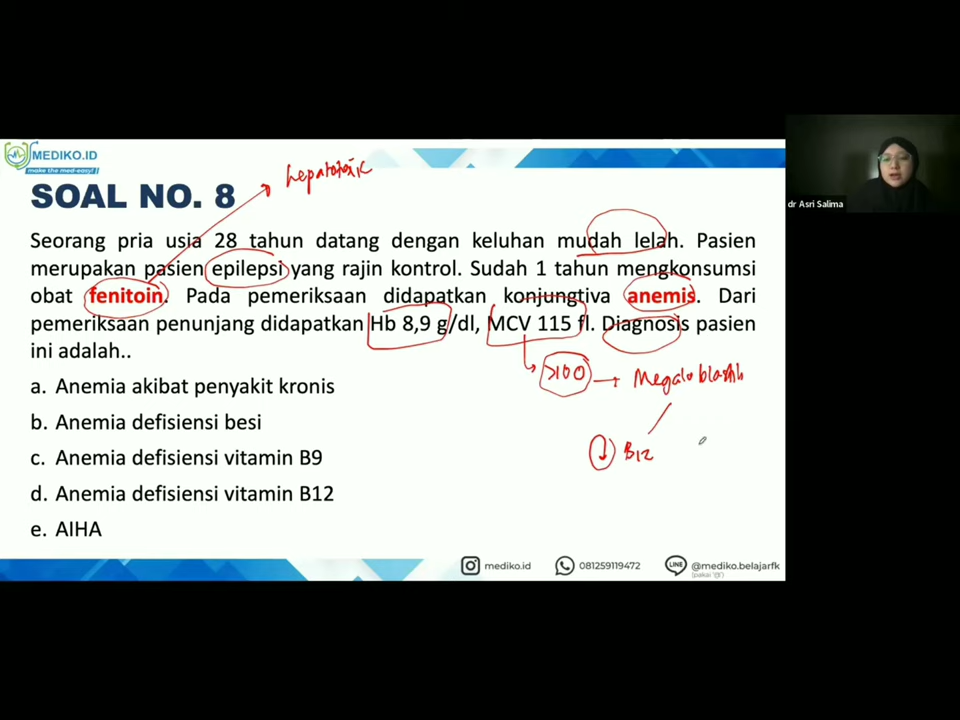 MEDIKO.ID
make the med-easy!
hepatotoxic
SOAL NO. 8
dr Asri Salima
Seorang pria usia 28 tahun datang dengan keluhan mudah lelah. Pasien
merupakan pasien epilepsi yang rajin kontrol. Sudah 1 tahun mengkonsumsi
obat fenitoin. Pada pemeriksaan didapatkan konjungtiva anemis. Dari
pemeriksaan penunjang didapatkan Hb 8,9 g/dl, MCV 115 fl. Diagnosis pasien
ini adalah..
>100 → Megaloblastik
↓ B12
a. Anemia akibat penyakit kronis
b. Anemia defisiensi besi
c. Anemia defisiensi vitamin B9
d. Anemia defisiensi vitamin B12
e. AIHA
mediko.id
081259119472
LINE
@mediko.belajarfk
(pakai '@')